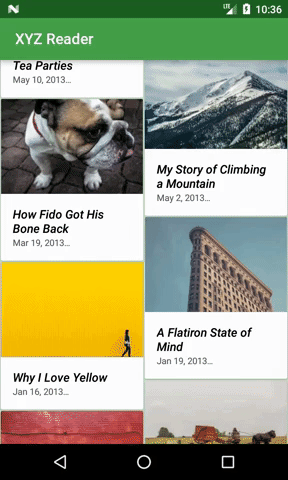 LTE 10:36
XYZ Reader
Tea Parties
May 10, 2013...
How Fido Got His
Bone Back
Mar 19, 2013...
Why I Love Yellow
Jan 16, 2013...
My Story of Climbing
a Mountain
May 2, 2013...
A Flatiron State of
Mind
Jan 19, 2013...